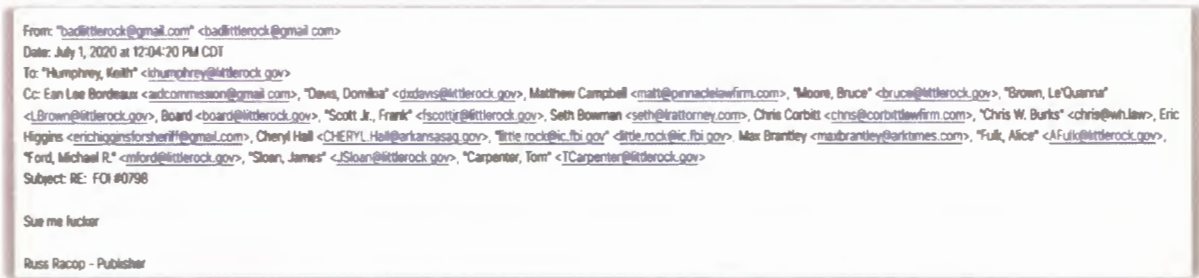 From: "badlittlerock@gmail.com" <badlittlerock@gmail.com>
Date: July 1, 2020 at 12:04:20 PM CDT
To: "Humphrey, Keith" <khumphrey@littlerock.gov>
Cc: Ean Lee Bordeaux <aidcommission@gmail.com>, "Davis, Domika" <dxdavis@littlerock.gov>, Matthew Campbell <matt@pinnaclelawfirm.com>, "Moore, Bruce" <bruce@littlerock.gov>, "Brown, Le'Quanna"
<LBrown@littlerock.gov>, Board <board@littlerock.gov>, "Scott Jr., Frank" <fscottjr@littlerock.gov>, Seth Bowman <seth@lrattorney.com>, Chris Corbitt <chris@corbittlawfirm.com>, "Chris W. Burks" <chris@wh.law>, Eric
Higgins <erichigginsforsheriff@gmail.com>, Cheryl Hall <CHERYL.Hall@arkansasag.gov>, "little.rock@ic.fbi.gov" <little.rock@ic.fbi.gov>, Max Brantley <maxbrantley@arktimes.com>, "Fulk, Alice" <AFulk@littlerock.gov>,
"Ford, Michael R." <mford@littlerock.gov>, "Sloan, James" <JSloan@littlerock.gov>, "Carpenter, Tom" <TCarpenter@littlerock.gov>
Subject: RE: FOI #0798
Sue me fucker
Russ Racop - Publisher